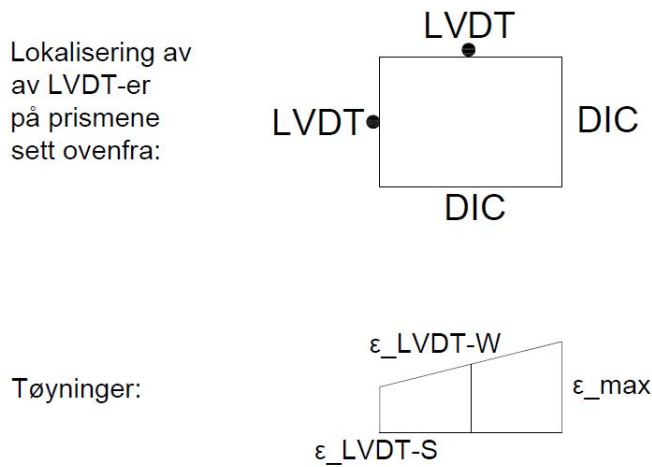 Lokalisering av
av LVDT-er
på prismene
sett ovenfra:
LVDT
LVDT
DIC
DIC
Tøyninger:
ε_LVDT-W
ε_max
ε_LVDT-S